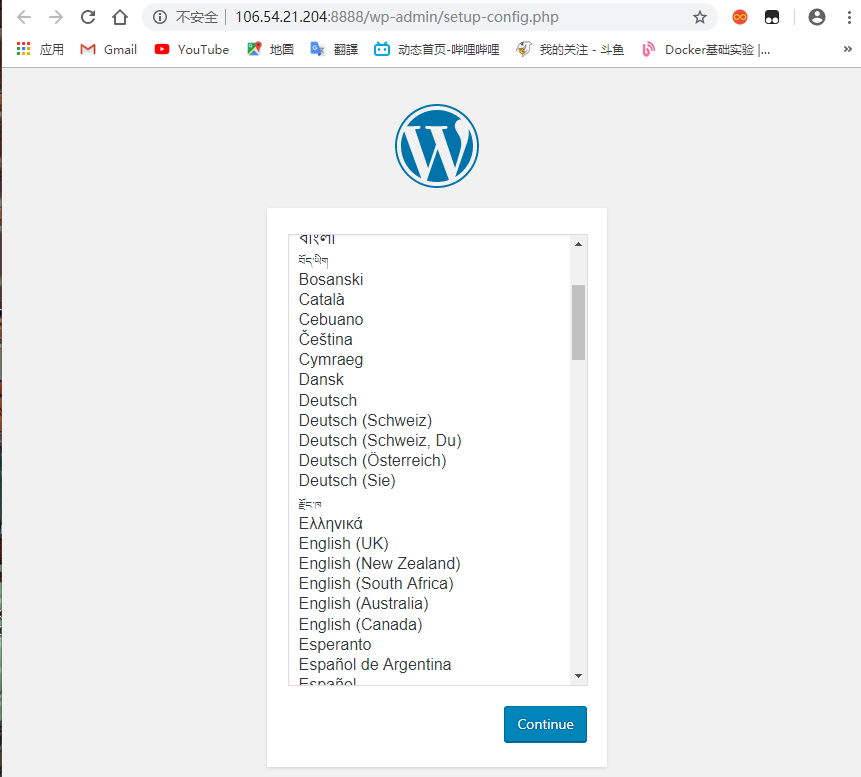 不安全 | 106.54.21.204:8888/wp-admin/setup-config.php
应用 Gmail YouTube 地圖 翻譯 动态首页-哔哩哔哩 我的关注 - 斗鱼 Docker基础实验 |... »
W
বাংলা
བོད་ཡིག
Bosanski
Català
Cebuano
Čeština
Cymraeg
Dansk
Deutsch
Deutsch (Schweiz)
Deutsch (Schweiz, Du)
Deutsch (Österreich)
Deutsch (Sie)
རྫོང་ཁ
Ελληνικά
English (UK)
English (New Zealand)
English (South Africa)
English (Australia)
English (Canada)
Esperanto
Español de Argentina
Español
Continue